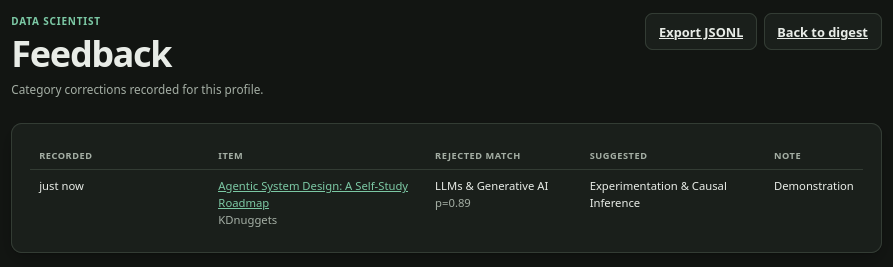 DATA SCIENTIST
Feedback
Category corrections recorded for this profile.
Export JSONL
Back to digest
RECORDED ITEM REJECTED MATCH SUGGESTED NOTE
just now
Agentic System Design: A Self-Study
Roadmap
KDnuggets
LLMs & Generative AI
p=0.89
Experimentation & Causal
Inference
Demonstration